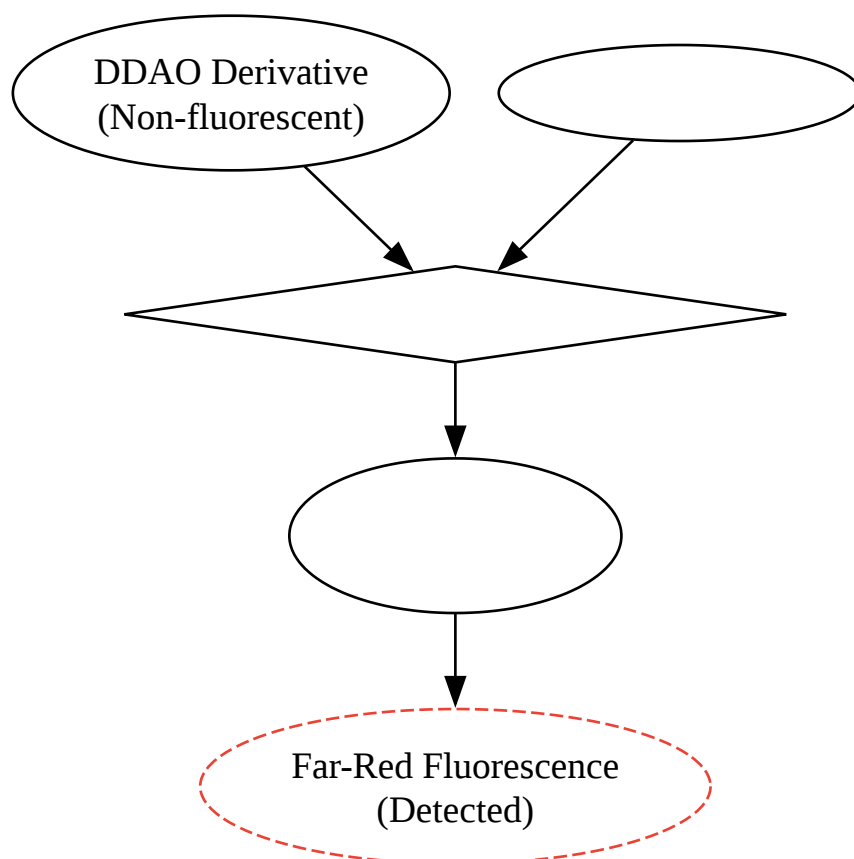 DDAO Derivative
(Non-fluorescent)
Far-Red Fluorescence
(Detected)